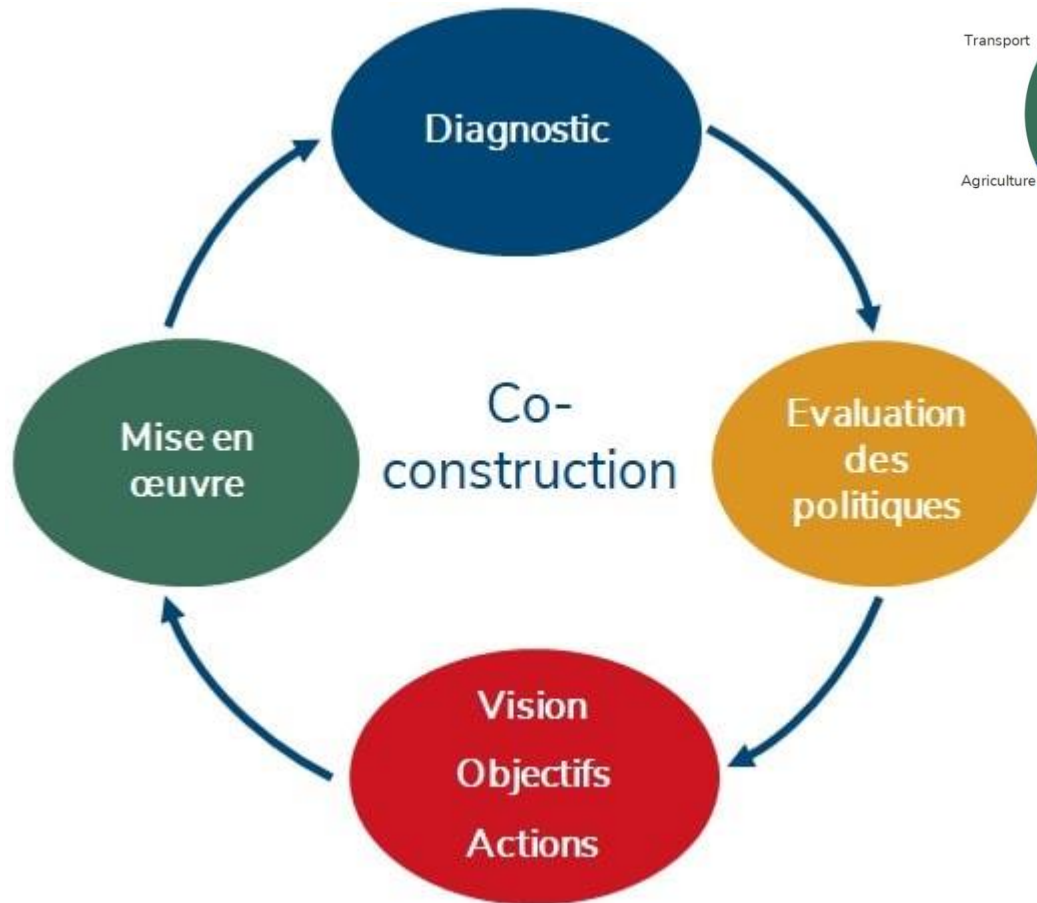 Transport
Diagnostic
Agriculture
Co-
construction
Evaluation
des
politiques
Mise en
œuvre
Vision
Objectifs
Actions